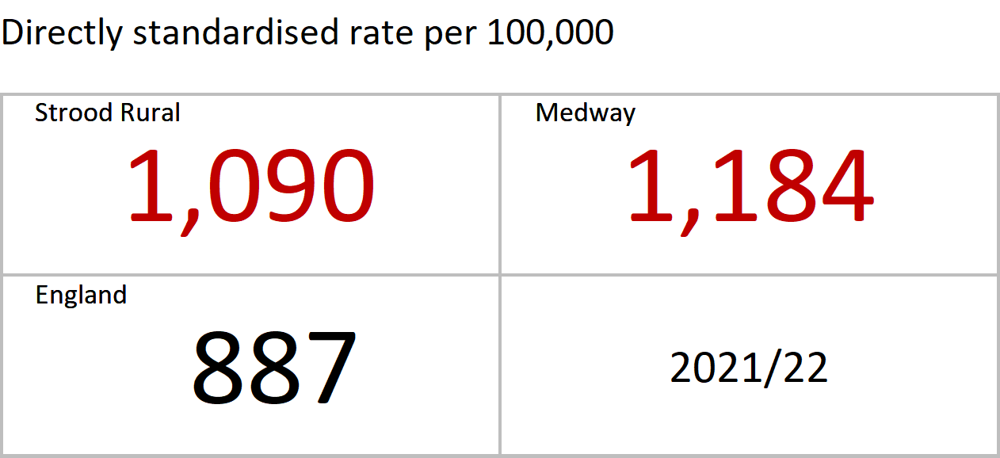 Directly standardised rate per 100,000
Strood Rural
1,090
Medway
1,184
England
887
2021/22